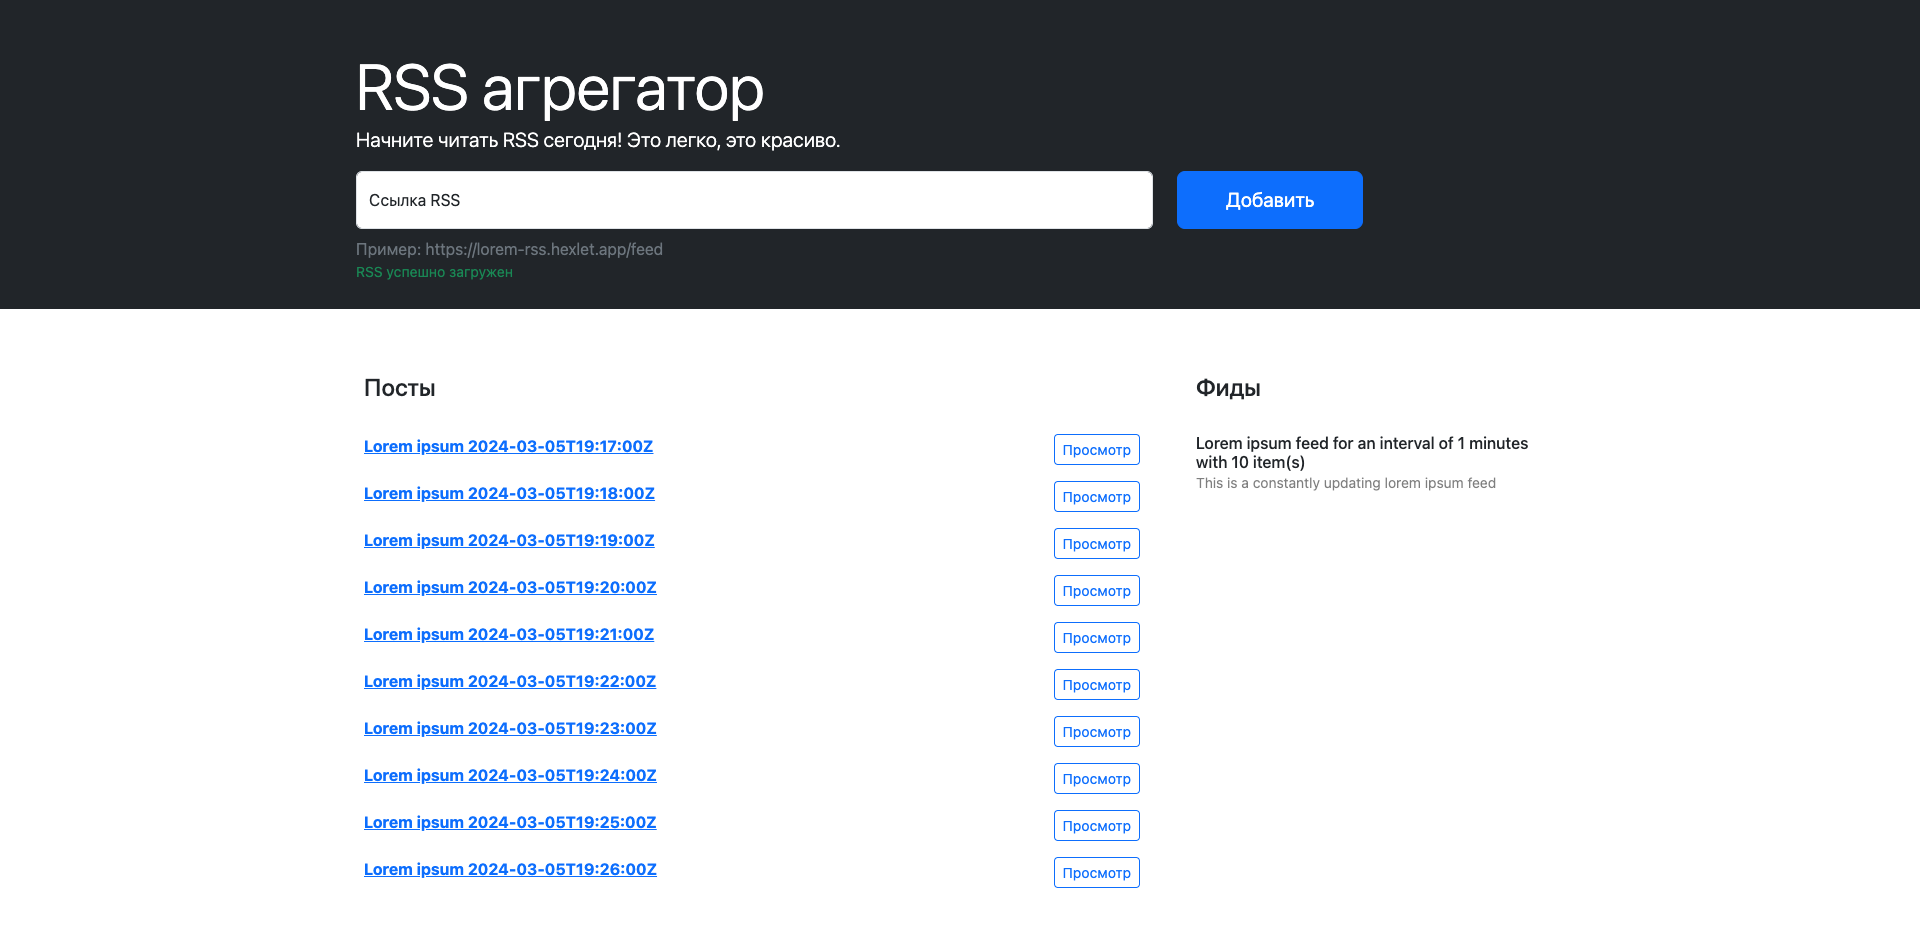 RSS агрегатор
Начните читать RSS сегодня! Это легко, это красиво.
Ссылка RSS
Добавить
Пример: https://lorem-rss.hexlet.app/feed
RSS успешно загружен
Посты
Lorem ipsum 2024-03-05T19:17:00Z
Просмотр
Lorem ipsum 2024-03-05T19:18:00Z
Просмотр
Lorem ipsum 2024-03-05T19:19:00Z
Просмотр
Lorem ipsum 2024-03-05T19:20:00Z
Просмотр
Lorem ipsum 2024-03-05T19:21:00Z
Просмотр
Lorem ipsum 2024-03-05T19:22:00Z
Просмотр
Lorem ipsum 2024-03-05T19:23:00Z
Просмотр
Lorem ipsum 2024-03-05T19:24:00Z
Просмотр
Lorem ipsum 2024-03-05T19:25:00Z
Просмотр
Lorem ipsum 2024-03-05T19:26:00Z
Просмотр
Фиды
Lorem ipsum feed for an interval of 1 minutes
with 10 item(s)
This is a constantly updating lorem ipsum feed